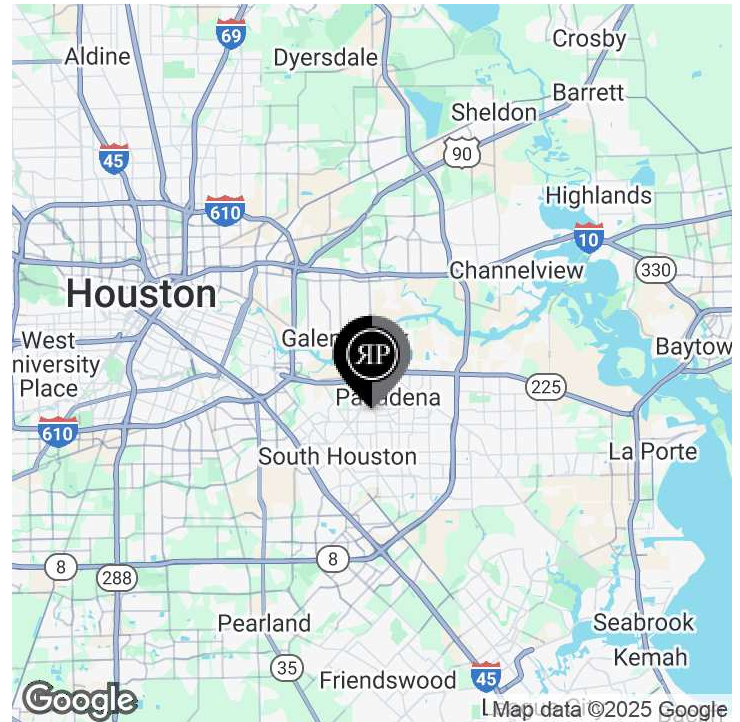 69
Crosby
Aldine
Dyersdale
Barrett
Sheldon
45
90
Highlands
610
10
Channelview
330
Houston
West
niversity
Place
Galen
Baytow
225
Pasadena
610
South Houston
La Porte
8
8
288
Pearland
Seabrook
35
Kemah
Friendswood
45
Google
Map data ©2025 Google